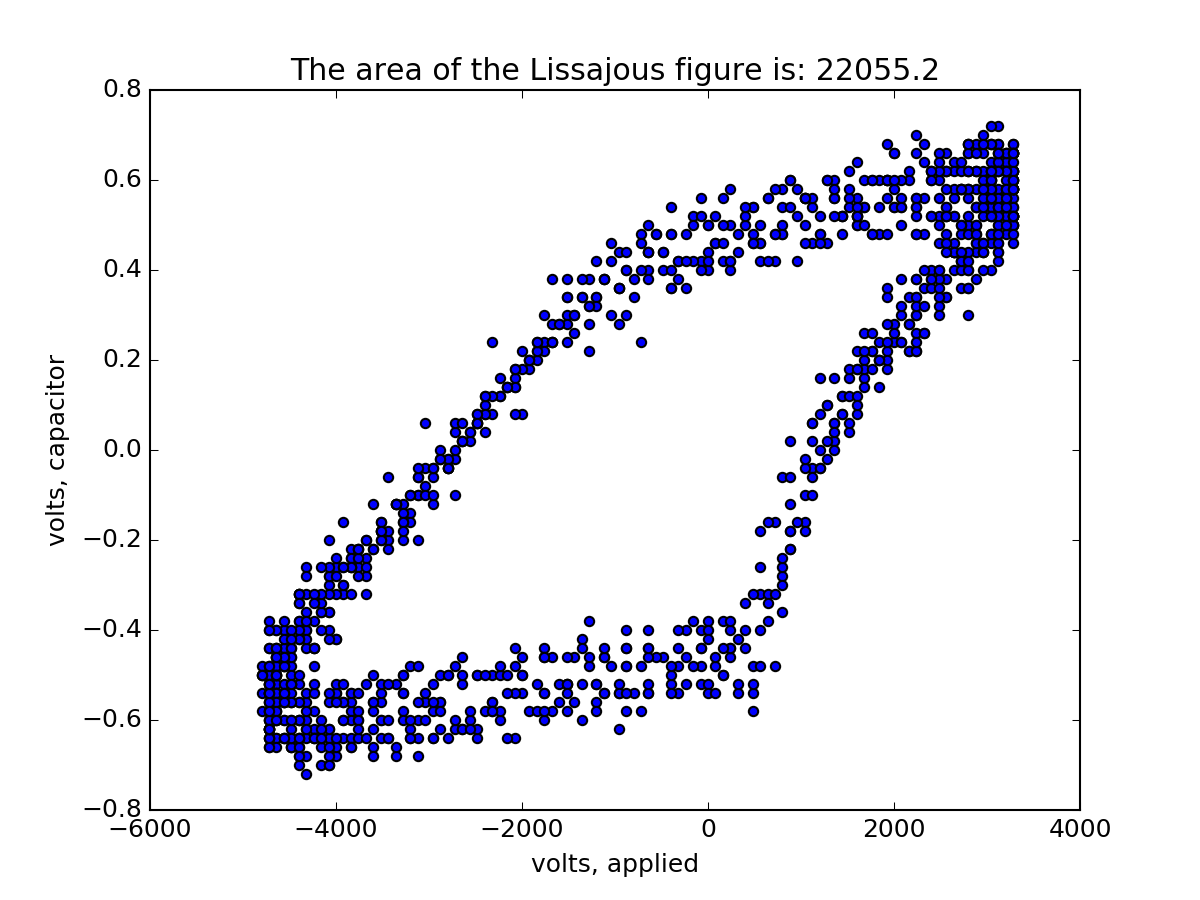 The area of the Lissajous figure is: 22055.2
0.8
0.6
0.4
0.2
0.0
−0.2
−0.4
−0.6
−0.8
volts, capacitor
−6000 −4000 −2000 0 2000 4000
volts, applied